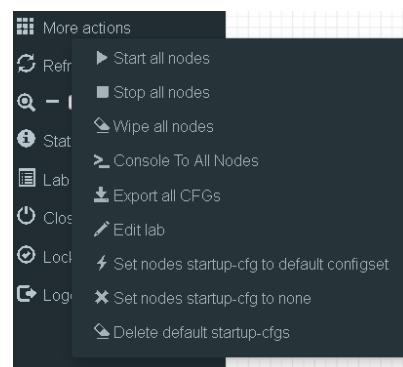 More actions
Start all nodes
Refr
Stop all nodes
Wipe all nodes
Stat
Console To All Nodes
Lab
Export all CFGs
Clos
Edit lab
Lock
Set nodes startup-cfg to default configset
Logo
Set nodes startup-cfg to none
Delete default startup-cfgs